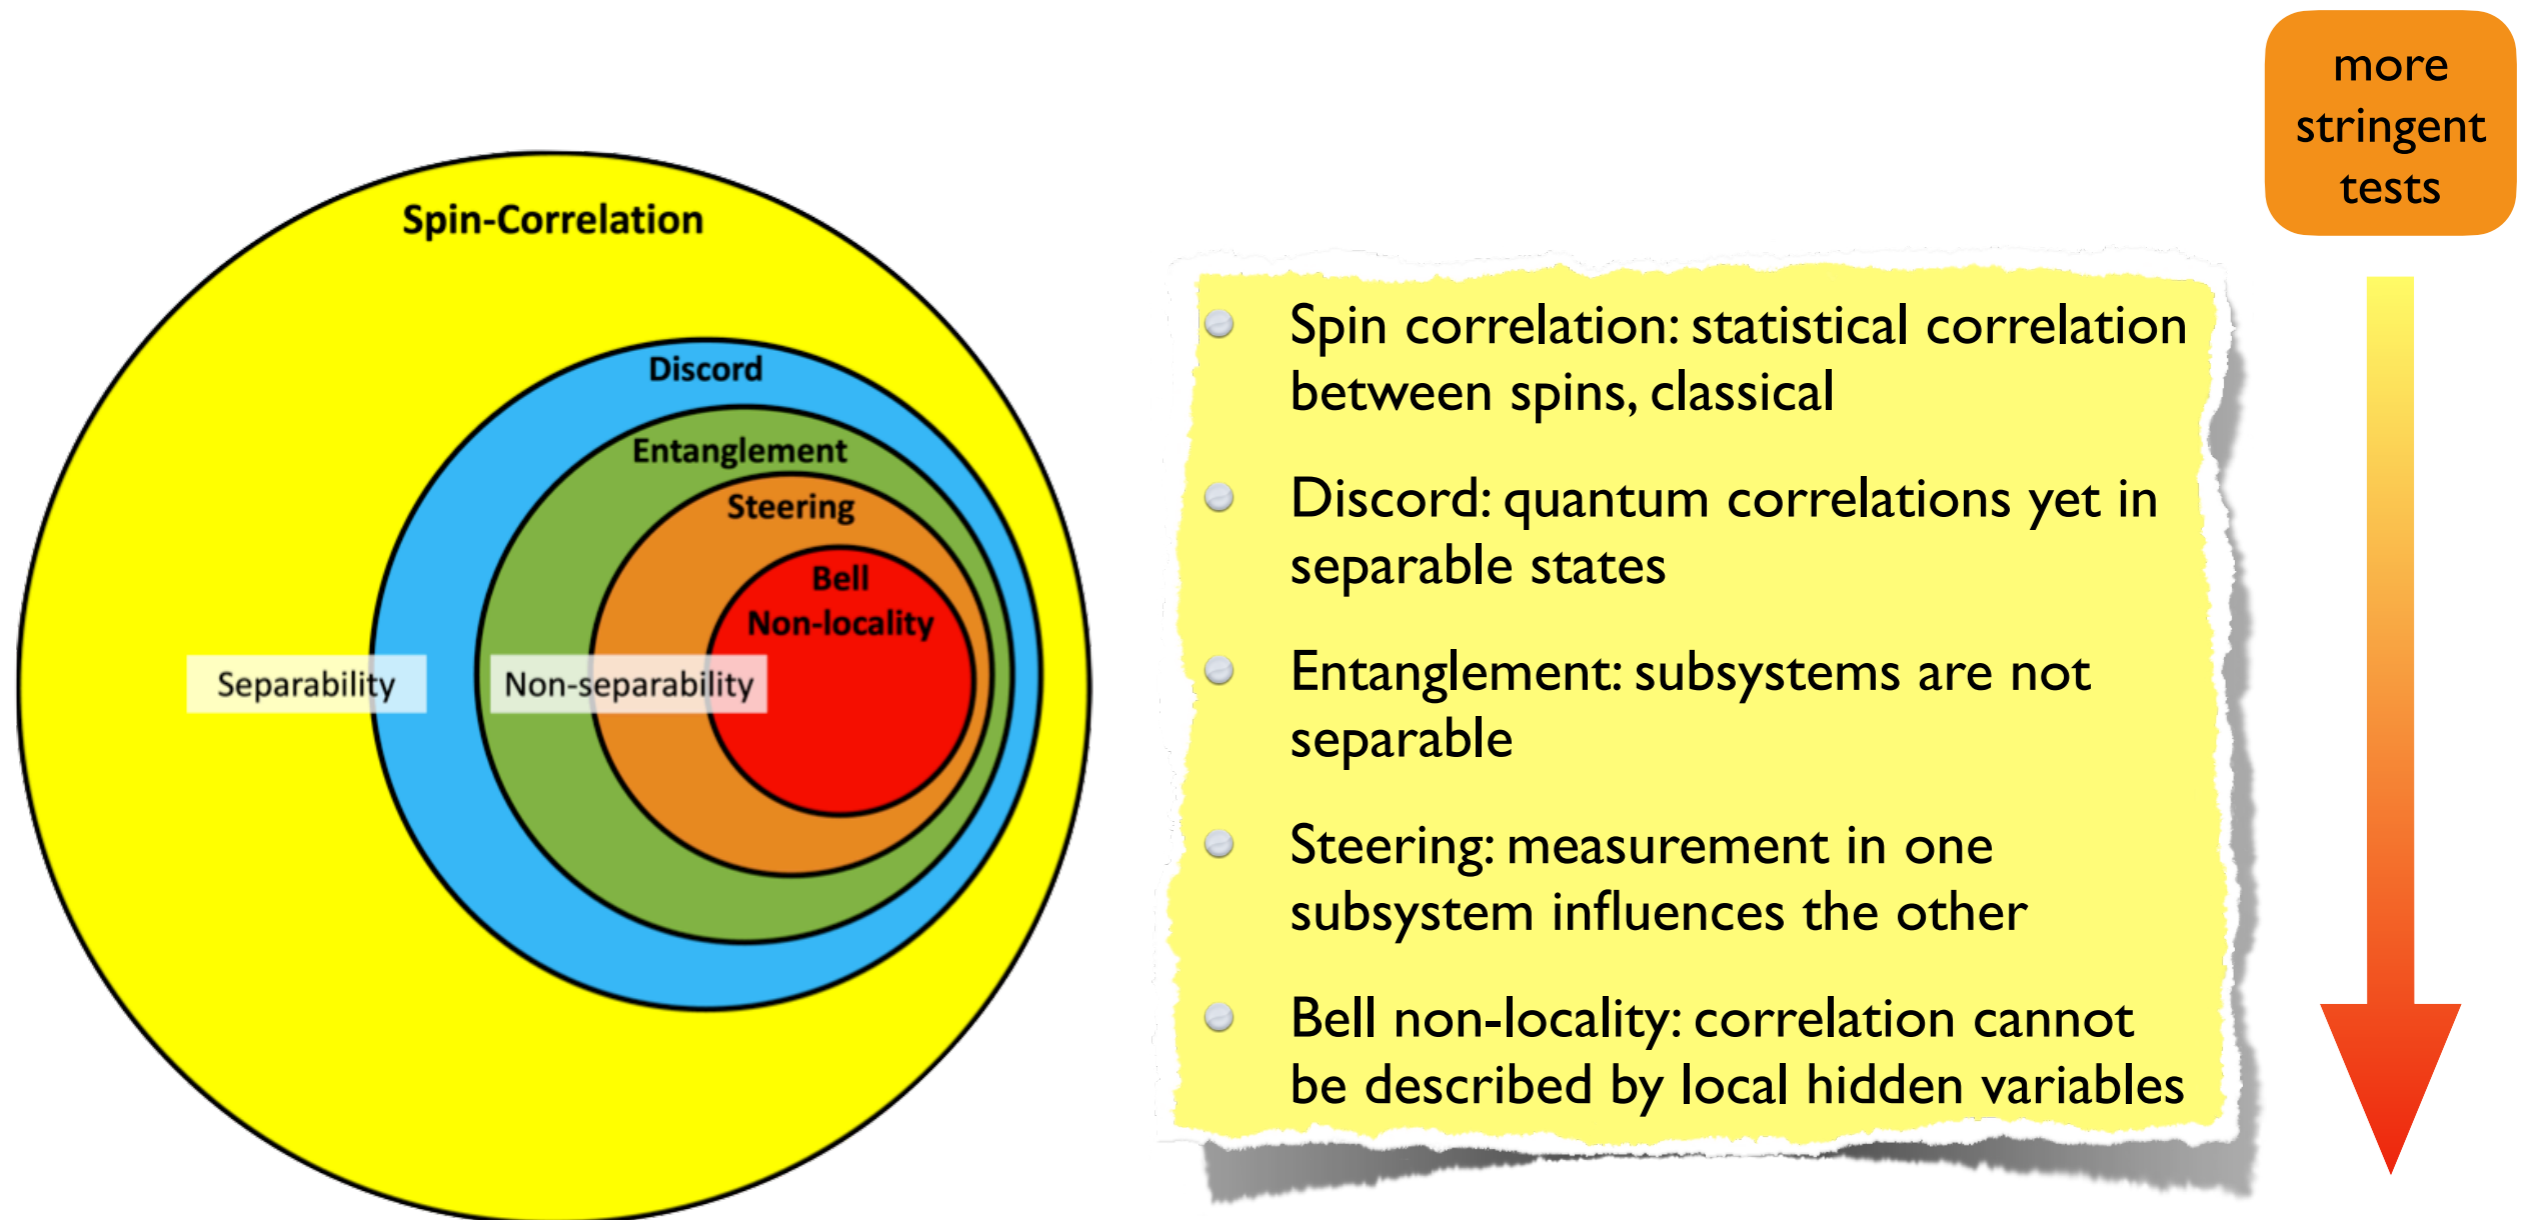 more
stringent
tests
Spin-Correlation
Discord
Entanglement
Steering
Bell
Non-locality
Separability
Non-separability
Spin correlation: statistical correlation
between spins, classical
Discord: quantum correlations yet in
separable states
Entanglement: subsystems are not
separable
Steering: measurement in one
subsystem influences the other
Bell non-locality: correlation cannot
be described by local hidden variables